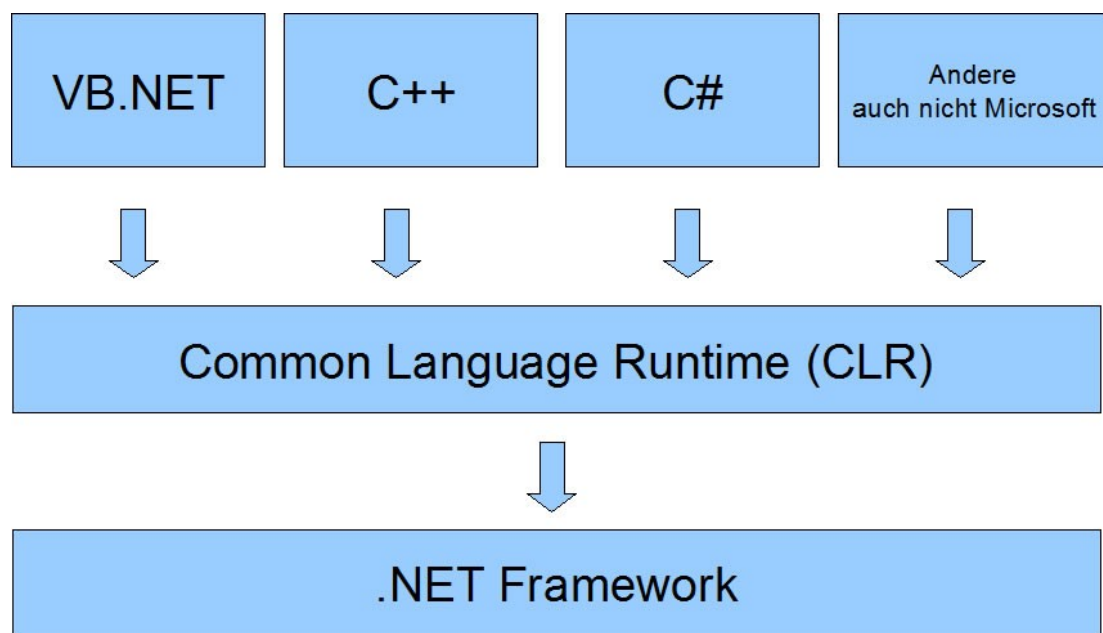 VB.NET
C++
C#
Andere
auch nicht Microsoft
Common Language Runtime (CLR)
.NET Framework